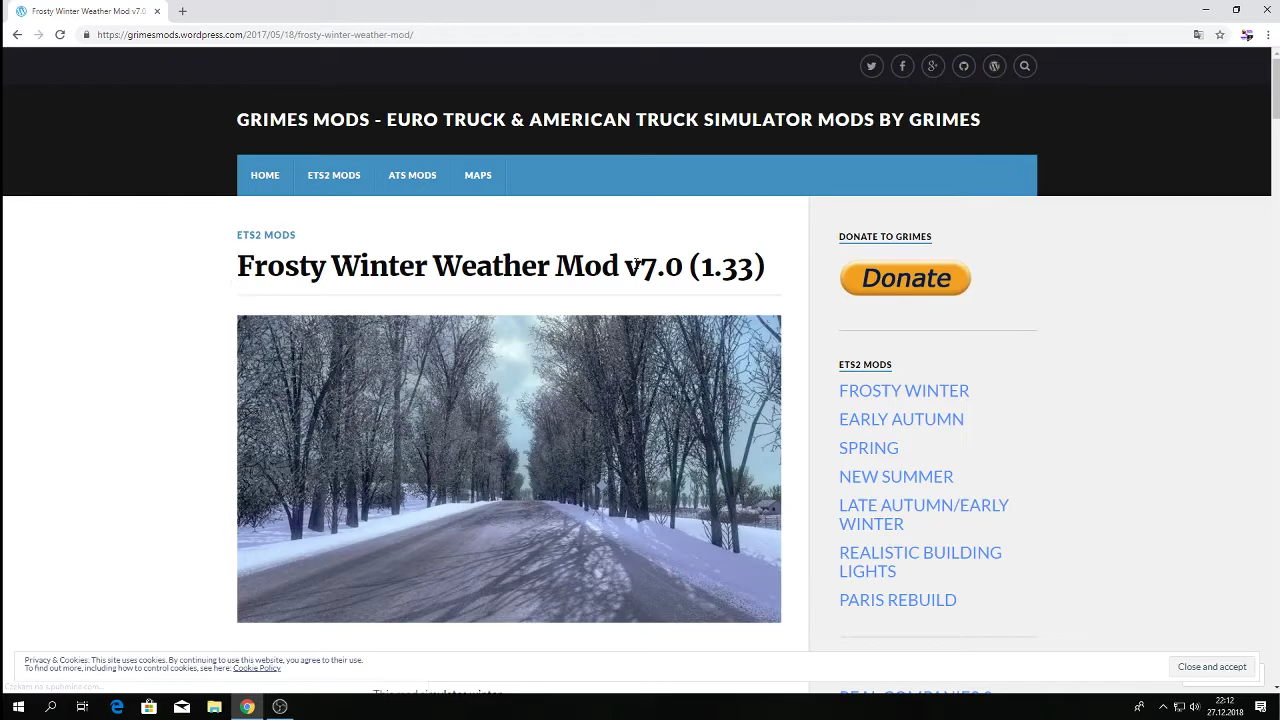 Frosty Winter Weather Mod v7.0
https://grimesmods.wordpress.com/2017/05/18/frosty-winter-weather-mod/
GRIMES MODS - EURO TRUCK & AMERICAN TRUCK SIMULATOR MODS BY GRIMES
HOME
ETS2 MODS
ATS MODS
MAPS
ETS2 MODS
Frosty Winter Weather Mod v7.0 (1.33)
DONATE TO GRIMES
Donate
ETS2 MODS
FROSTY WINTER
EARLY AUTUMN
SPRING
NEW SUMMER
LATE AUTUMN/EARLY
WINTER
REALISTIC BUILDING
LIGHTS
PARIS REBUILD
Privacy & Cookies: This site uses cookies. By continuing to use this website, you agree to their use.
To find out more, including how to control cookies, see here: Cookie Policy
Close and accept
22:12
27.12.2018